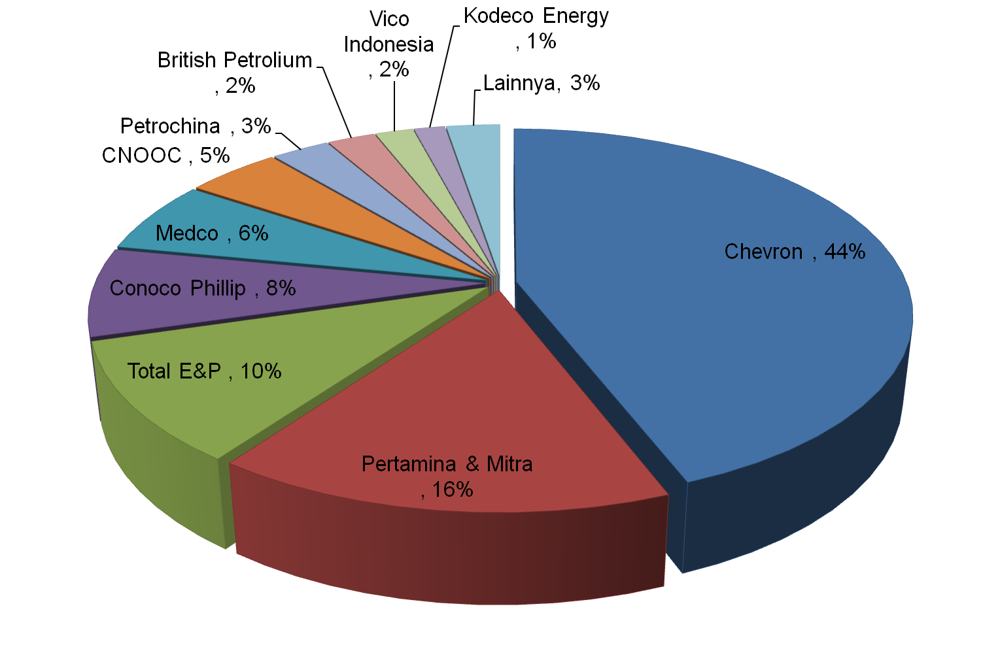 Vico
Indonesia
, 2%
Kodeco Energy
, 1%
British Petrolium
, 2%
Lainnya, 3%
Petrochina , 3%
CNOOC , 5%
Medco , 6%
Chevron , 44%
Conoco Phillip , 8%
Total E&P , 10%
Pertamina & Mitra
, 16%